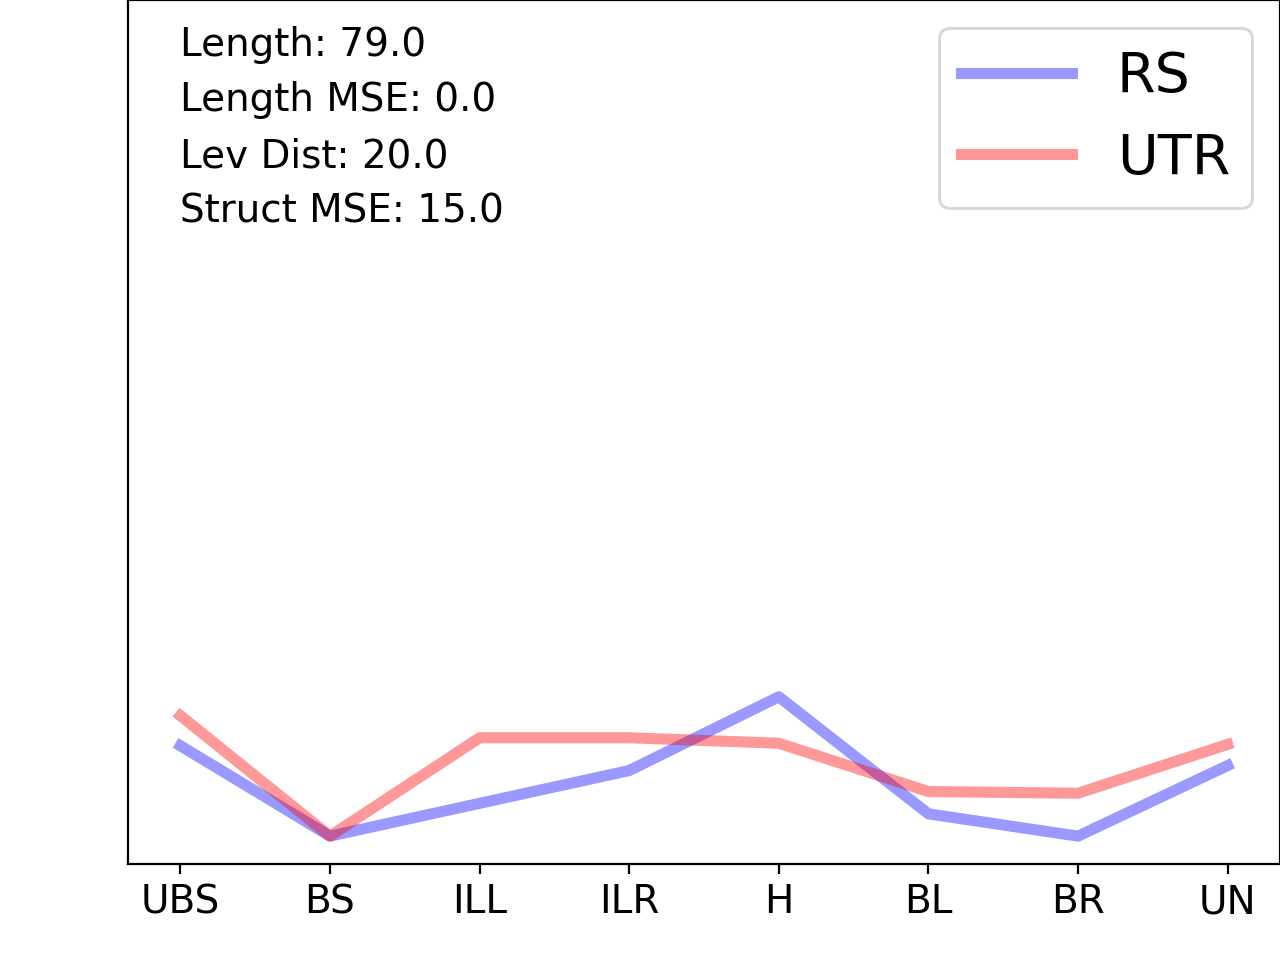 Length: 79.0
Length MSE: 0.0
Lev Dist: 20.0
Struct MSE: 15.0
RS
UTR
UBS BS ILL ILR H BL BR UN